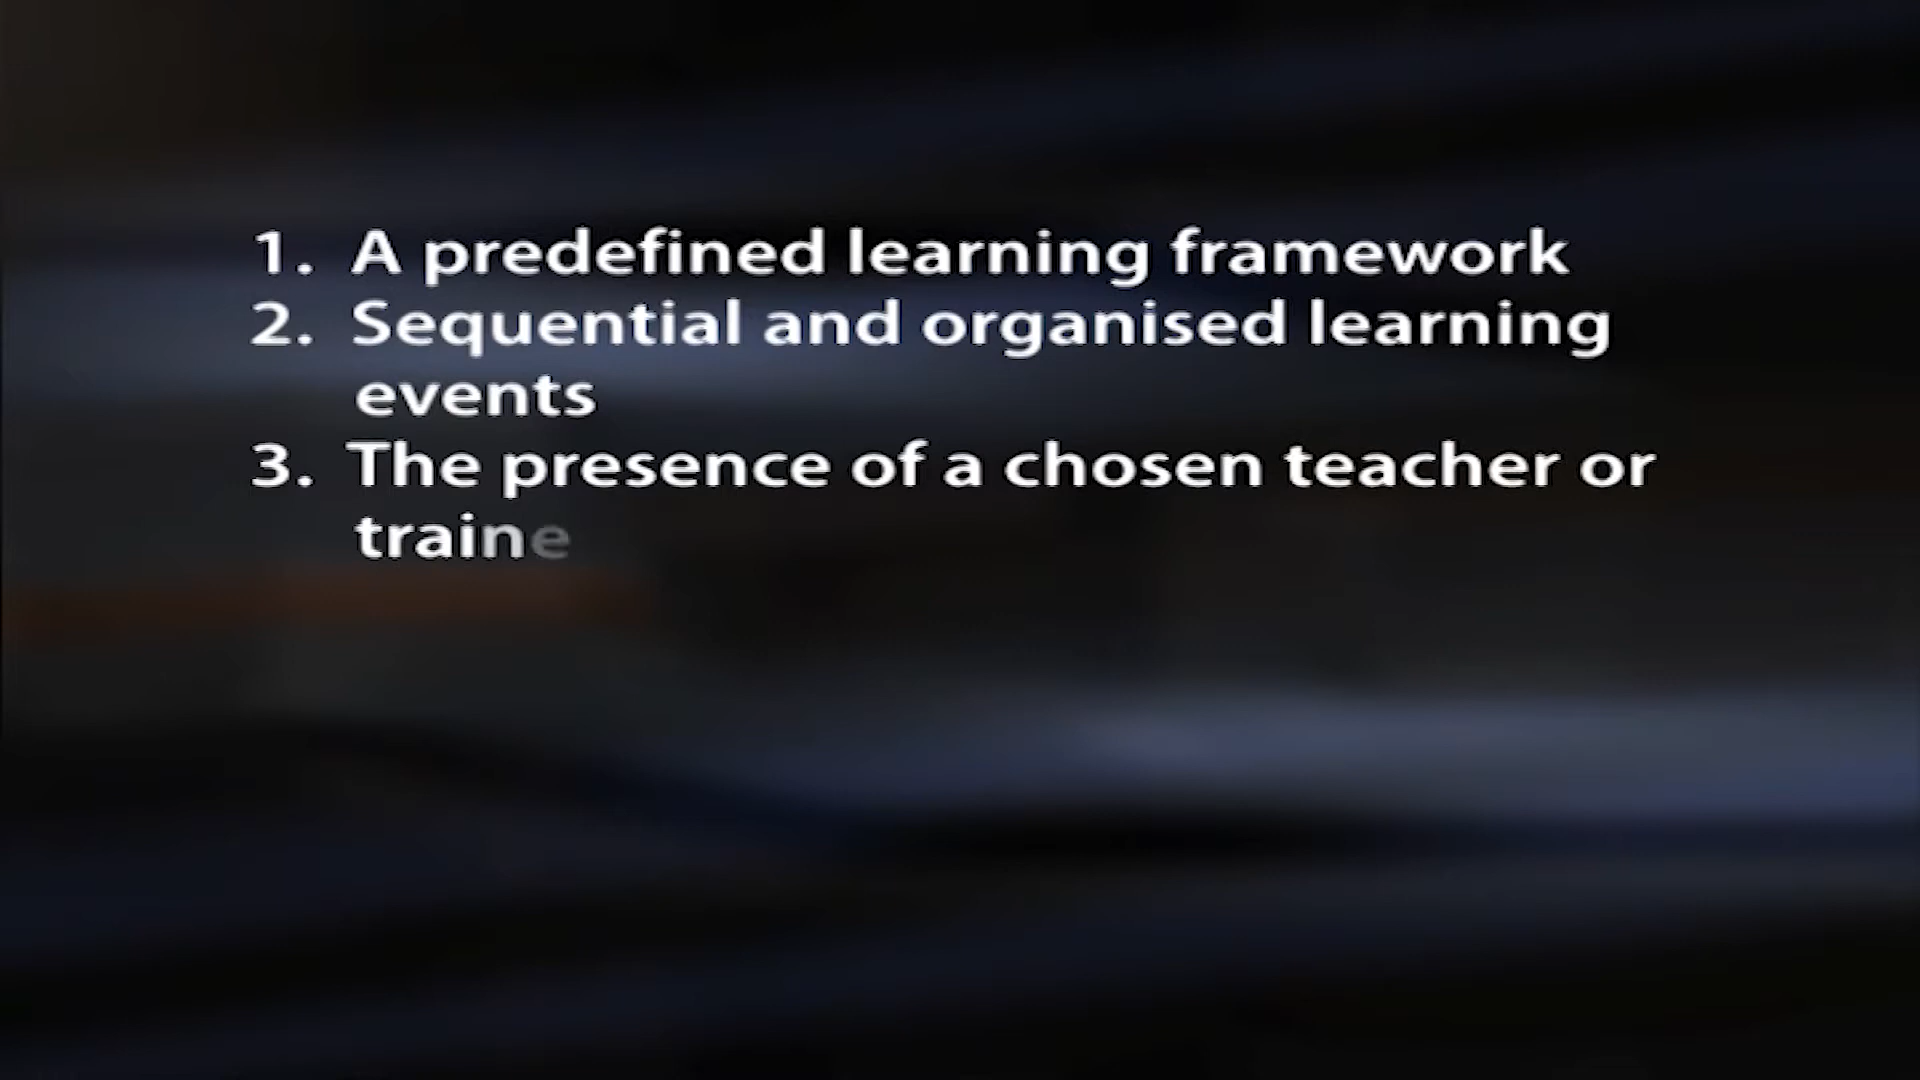 1. A predefined learning framework
2. Sequential and organised learning
events
3. The presence of a chosen teacher or
traine